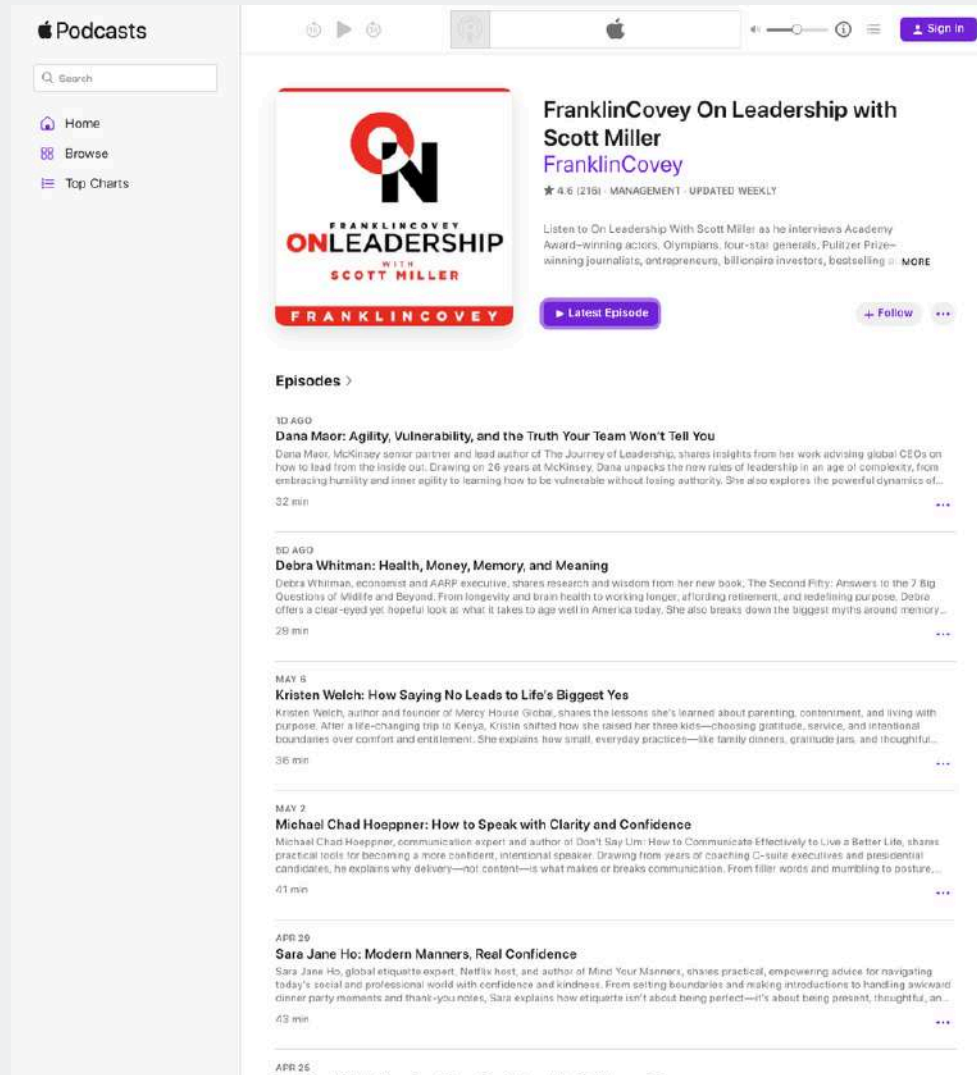 Podcasts
Search
Home
Browse
Top Charts
Sign In
ON
FRANKLINCOVEY
ONLEADERSHIP
WITH
SCOTT MILLER
FRANKLINCOVEY
FranklinCovey On Leadership with
Scott Miller
FranklinCovey
★ 4.6 (216) · MANAGEMENT · UPDATED WEEKLY
Listen to On Leadership With Scott Miller as he interviews Academy
Award–winning actors, Olympians, four-star generals, Pulitzer Prize–
winning journalists, entrepreneurs, billionaire investors, bestselling MORE
Latest Episode
+ Follow
Episodes
1D AGO
Dana Maor: Agility, Vulnerability, and the Truth Your Team Won't Tell You
Dana Maor, McKinsey senior partner and lead author of The Journey of Leadership, shares insights from her work advising global CEOs on
how to lead from the inside out. Drawing on 26 years at McKinsey, Dana unpacks the new rules of leadership in an age of complexity, from
embracing humility and inner agility to learning how to be vulnerable without losing authority. She also explores the powerful dynamics of…
32 min
5D AGO
Debra Whitman: Health, Money, Memory, and Meaning
Debra Whitman, economist and AARP executive, shares research and wisdom from her new book, The Second Fifty: Answers to the 7 Big
Questions of Midlife and Beyond. From longevity and brain health to working longer, affording retirement, and redefining purpose, Debra
offers a clear-eyed yet hopeful look at what it takes to age well in America today. She also breaks down the biggest myths around memory…
29 min
MAY 6
Kristen Welch: How Saying No Leads to Life's Biggest Yes
Kristen Welch, author and founder of Mercy House Global, shares the lessons she's learned about parenting, contentment, and living with
purpose. After a life-changing trip to Kenya, Kristin shifted how she raised her three kids—choosing gratitude, service, and intentional
boundaries over comfort and entitlement. She explains how small, everyday practices—like family dinners, gratitude jars, and thoughtful…
36 min
MAY 2
Michael Chad Hoeppner: How to Speak with Clarity and Confidence
Michael Chad Hoeppner, communication expert and author of Don't Say Um: How to Communicate Effectively to Live a Better Life, shares
practical tools for becoming a more confident, intentional speaker. Drawing from years of coaching C-suite executives and presidential
candidates, he explains why delivery—not content—is what makes or breaks communication. From filler words and mumbling to posture,…
41 min
APR 29
Sara Jane Ho: Modern Manners, Real Confidence
Sara Jane Ho, global etiquette expert, Netflix host, and author of Mind Your Manners, shares practical, empowering advice for navigating
today's social and professional world with confidence and kindness. From setting boundaries and making introductions to handling awkward
dinner party moments and thank-you notes, Sara explains how etiquette isn't about being perfect—it's about being present, thoughtful, an…
43 min
APR 25